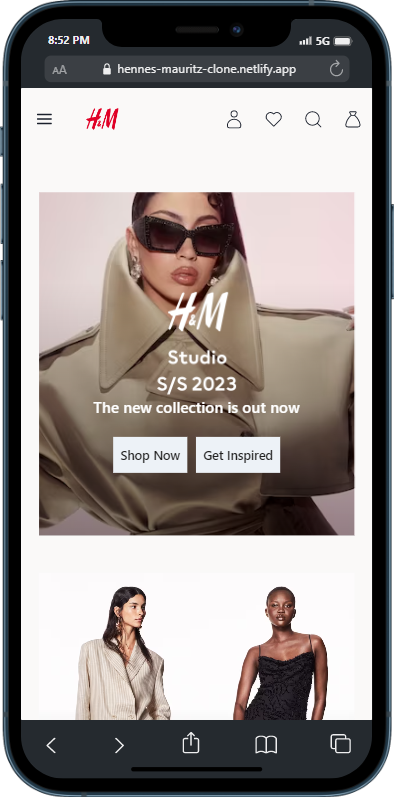 8:52 PM
5G
AA
hennes-mauritz-clone.netlify.app
H&M
H&M
Studio
S/S 2023
The new collection is out now
Shop Now
Get Inspired